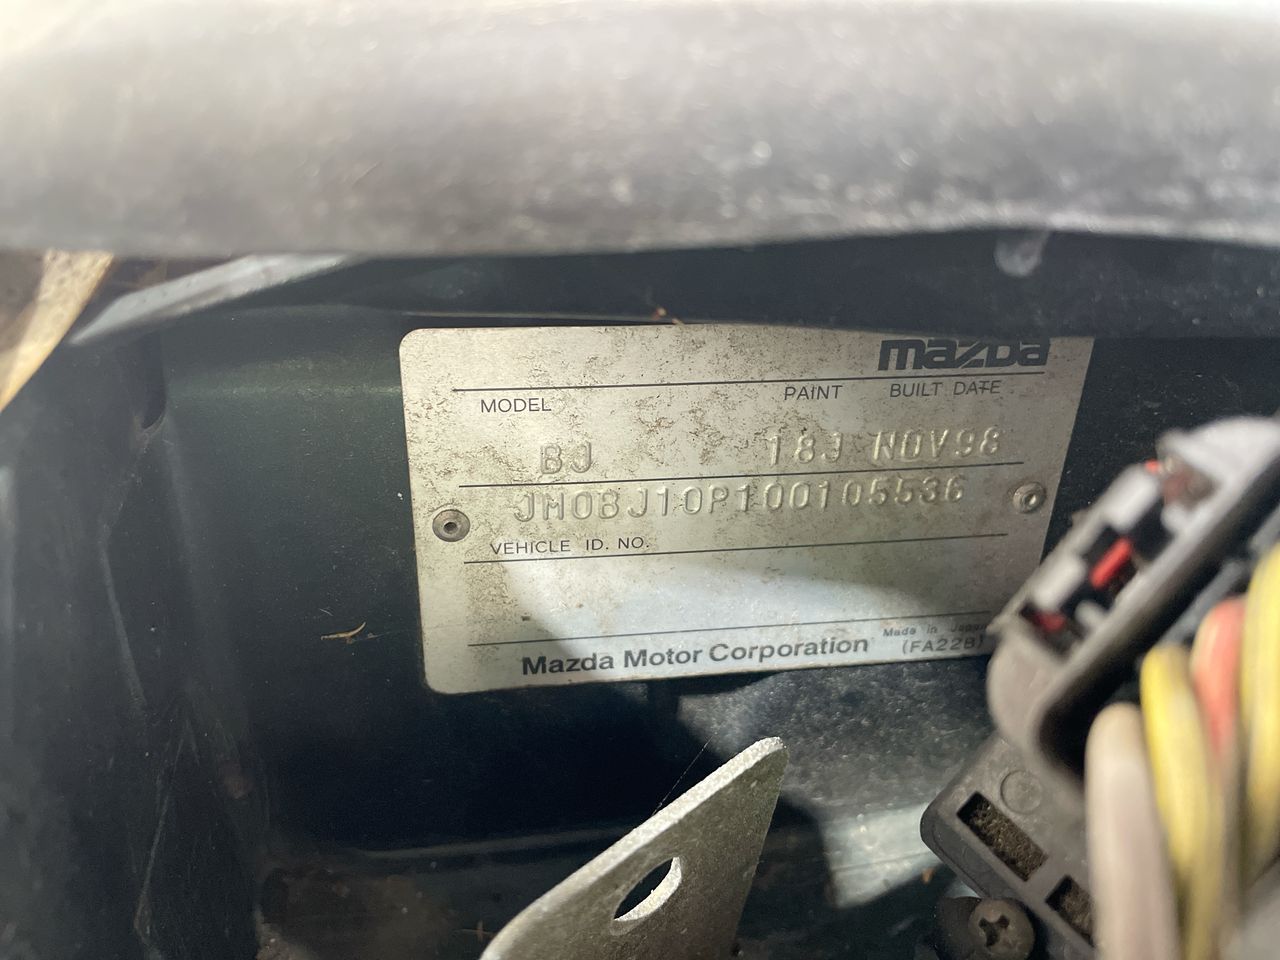 mazda
MODEL PAINT BUILT DATE
BJ 18J NOV98
JM0BJ10P100105536
VEHICLE ID. NO.
Mazda Motor Corporation Made in Japan
(FA22B)